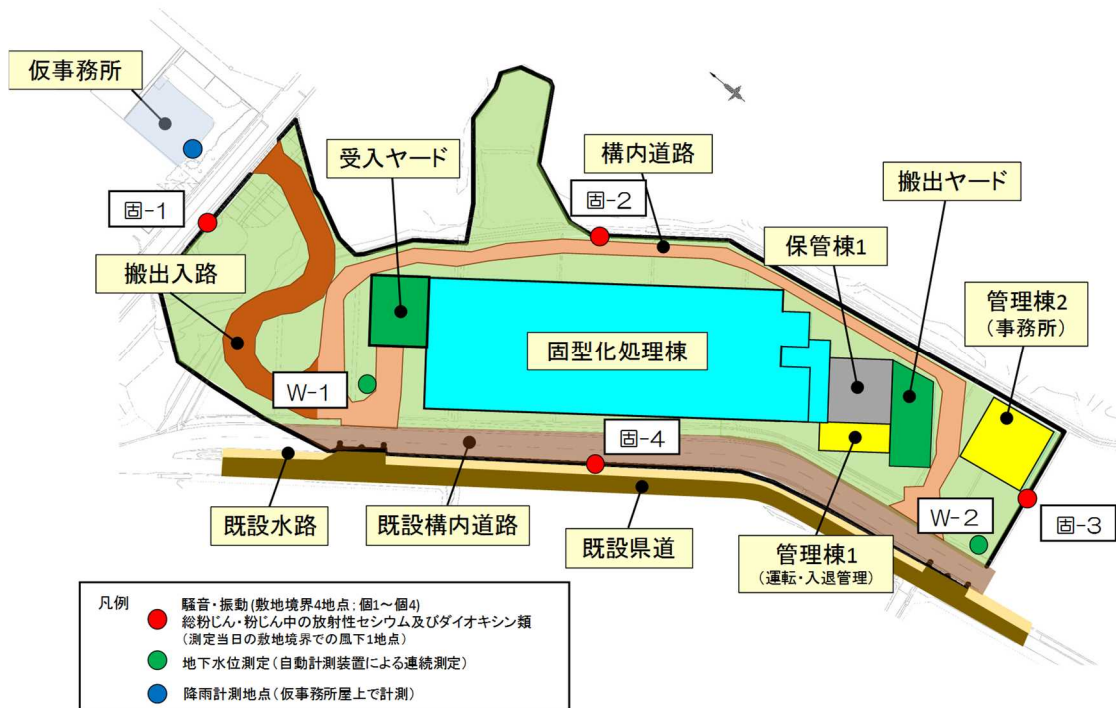 仮事務所
受入ヤード
構内道路
搬出ヤード
固-1
固-2
保管棟1
搬出入路
管理棟2
（事務所）
固型化処理棟
W-1
固-4
W-2
固-3
既設水路
既設構内道路
既設県道
管理棟1
（運転・入退管理）
凡例
騒音・振動（敷地境界4地点；個1～個4）
総粉じん・粉じん中の放射性セシウム及びダイオキシン類
（測定当日の敷地境界での風下1地点）
地下水位測定（自動計測装置による連続測定）
降雨計測地点（仮事務所屋上で計測）